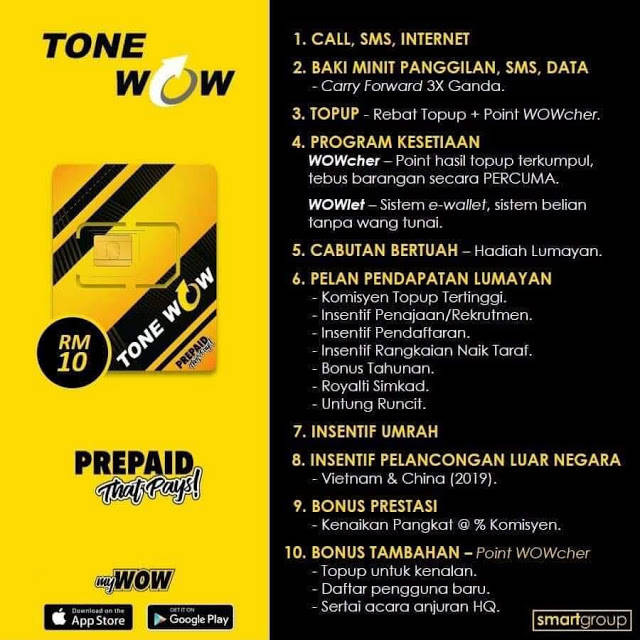 TONE
WOW
TONE WOW
PREPAID
that Pays!
RM
10
PREPAID
that Pays!
myWOW
Download on the
App Store
GET IT ON
Google Play
1. CALL, SMS, INTERNET
2. BAKI MINIT PANGGILAN, SMS, DATA
- Carry Forward 3X Ganda.
3. TOPUP - Rebat Topup + Point WOWcher.
4. PROGRAM KESETIAAN
WOWcher – Point hasil topup terkumpul,
tebus barangan secara PERCUMA.
WOWlet – Sistem e-wallet, sistem belian
tanpa wang tunai.
5. CABUTAN BERTUAH – Hadiah Lumayan.
6. PELAN PENDAPATAN LUMAYAN
- Komisyen Topup Tertinggi.
- Insentif Penajaan/Rekrutmen.
- Insentif Pendaftaran.
- Insentif Rangkaian Naik Taraf.
- Bonus Tahunan.
- Royalti Simkad.
- Untung Runcit.
7. INSENTIF UMRAH
8. INSENTIF PELANCONGAN LUAR NEGARA
- Vietnam & China (2019).
9. BONUS PRESTASI
- Kenaikan Pangkat @ % Komisyen.
10. BONUS TAMBAHAN – Point WOWcher
- Topup untuk kenalan.
- Daftar pengguna baru.
- Sertai acara anjuran HQ.
smartgroup